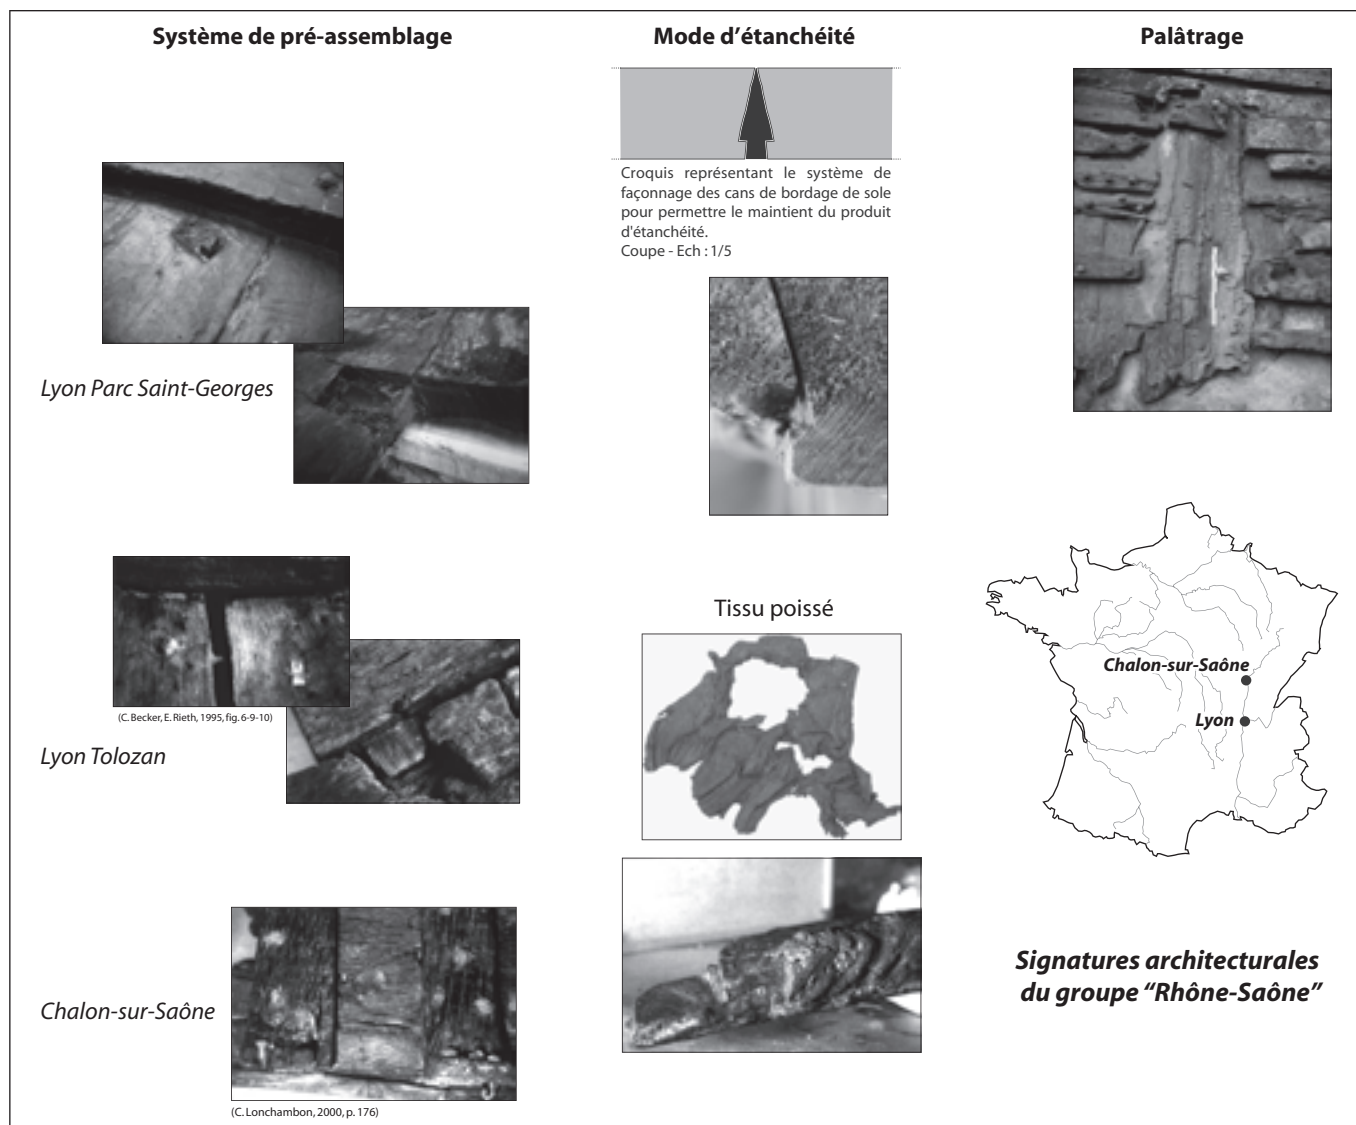 Système de pré-assemblage
Mode d'étanchéité
Palâtrage
Croquis représentant le système de
façonnage des cans de bordage de sole
pour permettre le maintient du produit
d'étanchéité.
Coupe - Ech : 1/5
Lyon Parc Saint-Georges
(C. Becker, E. Rieth, 1995, fig. 6-9-10)
Lyon Tolozan
Tissu poissé
Chalon-sur-Saône
Lyon
Chalon-sur-Saône
(C. Lonchambon, 2000, p. 176)
Signatures architecturales
du groupe “Rhône-Saône”